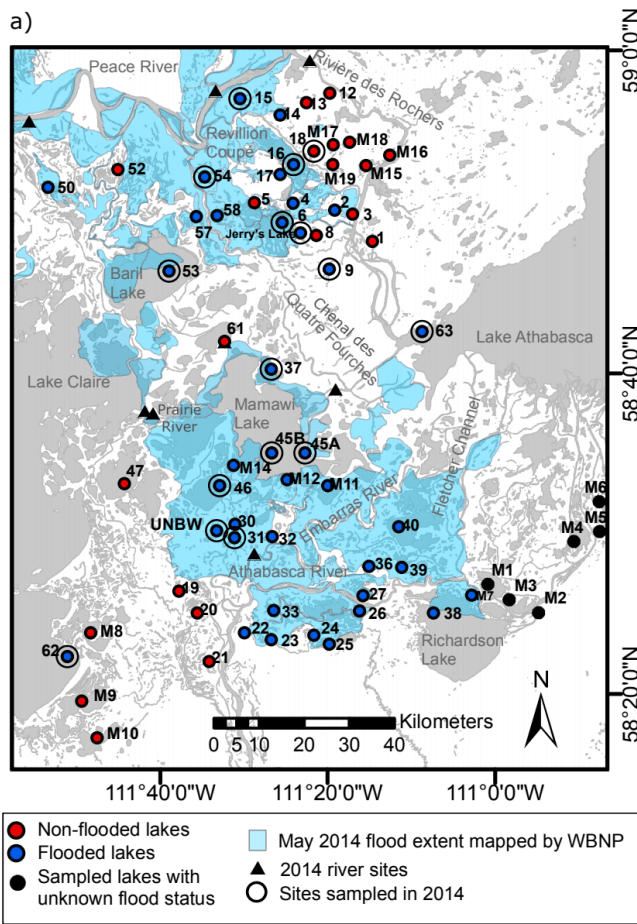 a)
59°0'0"N
58°40'0"N
58°20'0"N
Peace River
Rivière des Rochers
15
14
13
12
Revillion
Coupé
18
M17
M18
M16
M15
M19
16
17
52
50
54
5
4
2
3
57
58
6
Jerry's Lake
8
1
9
53
Baril
Lake
Chenal des
Quatre Fourches
63
Lake Athabasca
61
37
Lake Claire
Prairie
River
Mamawi
Lake
45B
45A
47
M14
46
M12
M11
Embarras River
Fletcher Channel
M6
M5
M4
UNBW
30
31
32
40
Athabasca River
36
39
M1
M3
M2
M7
19
20
33
27
26
38
M8
22
23
24
25
Richardson
Lake
62
21
M9
M10
N
Kilometers
0 5 10 20 30 40
111°40'0"W
111°20'0"W
111°0'0"W
Non-flooded lakes
Flooded lakes
Sampled lakes with
unknown flood status
May 2014 flood extent mapped by WBNP
2014 river sites
Sites sampled in 2014